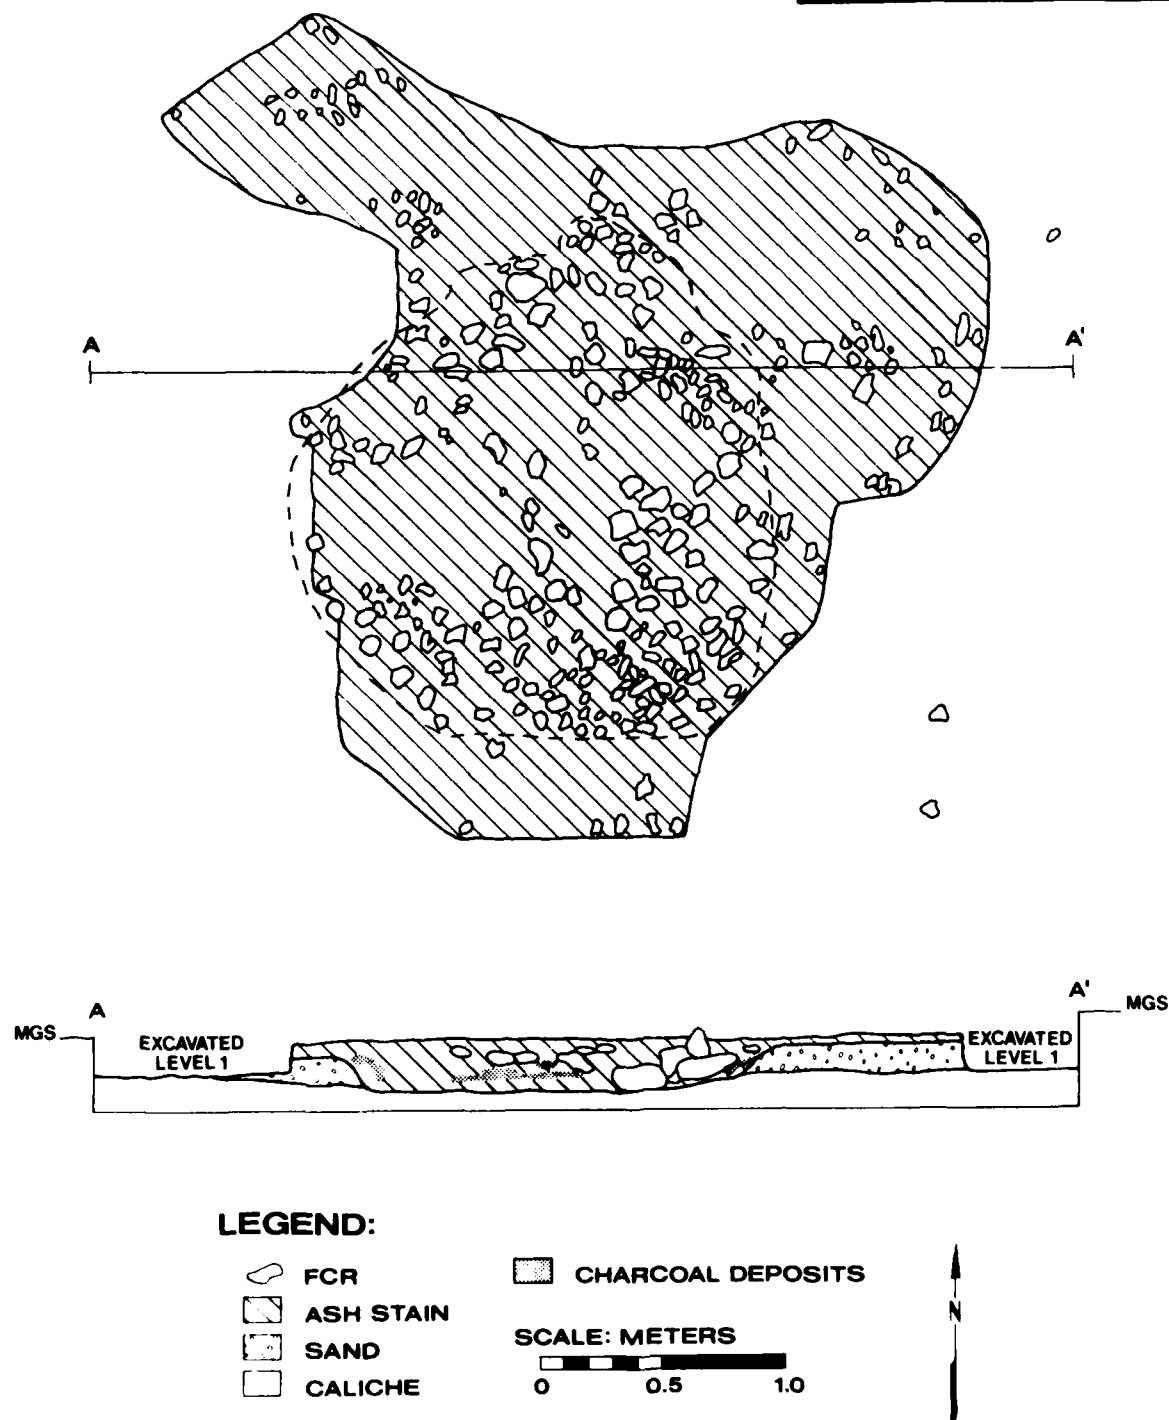 A A'
A A'
MGS MGS
EXCAVATED LEVEL 1
EXCAVATED LEVEL 1
LEGEND:
FCR
ASH STAIN
SAND
CALICHE
CHARCOAL DEPOSITS
SCALE: METERS
0 0.5 1.0
N